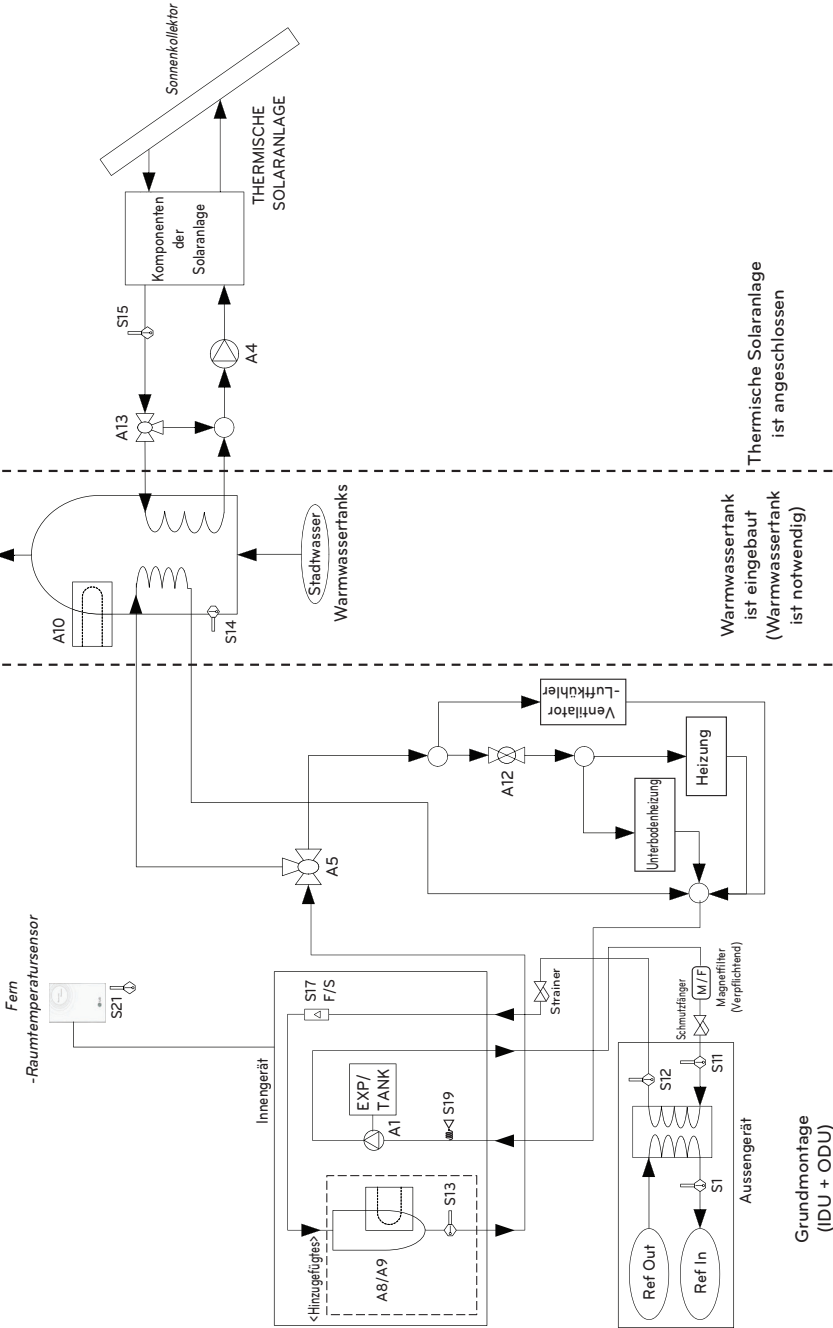 Sonnenkollektor
THERMISCHE
SOLARANLAGE
Komponenten
der
Solaranlage
S15
A13
A4
Thermische Solaranlage
ist angeschlossen
A10
S14
Stadtwasser
Warmwassertanks
Warmwassertank
ist eingebaut
(Warmwassertank
ist notwendig)
Ventilator
-Luftkühler
A12
Heizung
Unterbodenheizung
A5
Fern
-Raumtemperatursensor
S21
Innengerät
S17
F/S
Strainer
EXP/
TANK
A1
S19
<Hinzugefügtes>
A8/A9
S13
Schmutzfänger
M/F
Magnetfilter
(Verpflichtend)
S12
S11
S1
Ref Out
Ref In
Aussengerät
Grundmontage
(IDU + ODU)